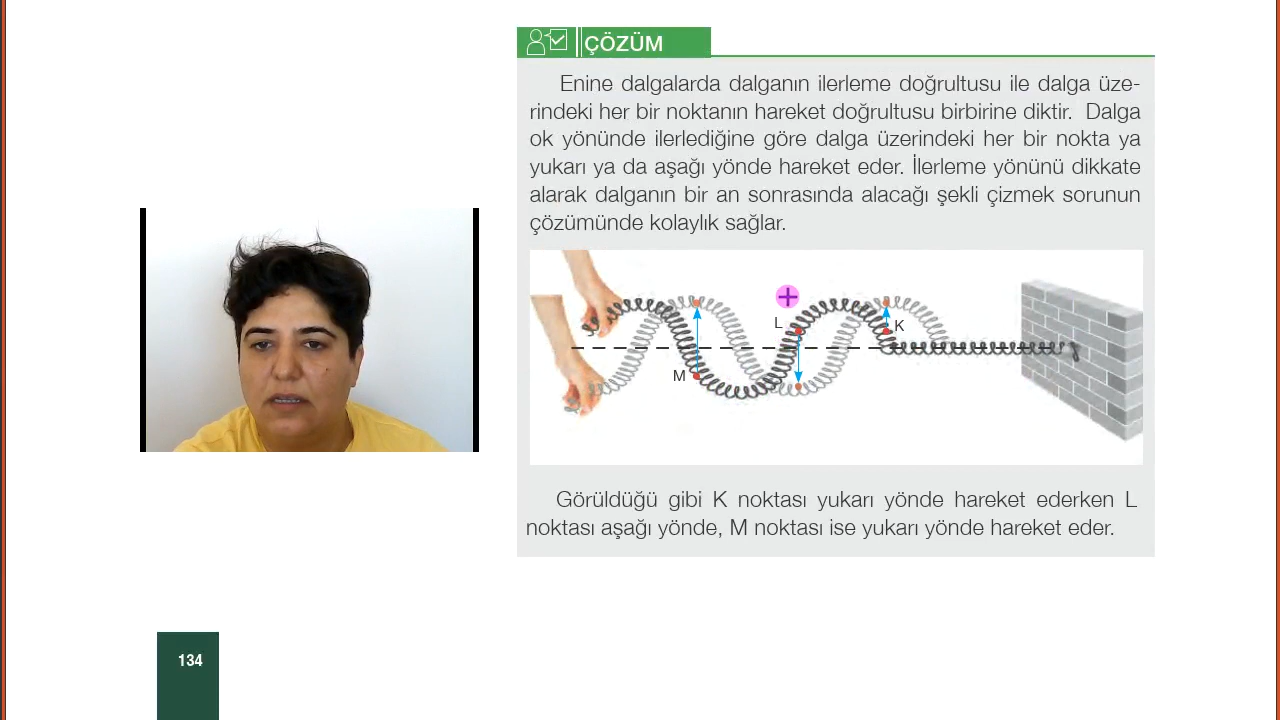 ÇÖZÜM
Enine dalgalarda dalganın ilerleme doğrultusu ile dalga üze-
rindeki her bir noktanın hareket doğrultusu birbirine diktir. Dalga
ok yönünde ilerlediğine göre dalga üzerindeki her bir nokta ya
yukarı ya da aşağı yönde hareket eder. İlerleme yönünü dikkate
alarak dalganın bir an sonrasında alacağı şekli çizmek sorunun
çözümünde kolaylık sağlar.
L
K
M
Görüldüğü gibi K noktası yukarı yönde hareket ederken L
noktası aşağı yönde, M noktası ise yukarı yönde hareket eder.
134